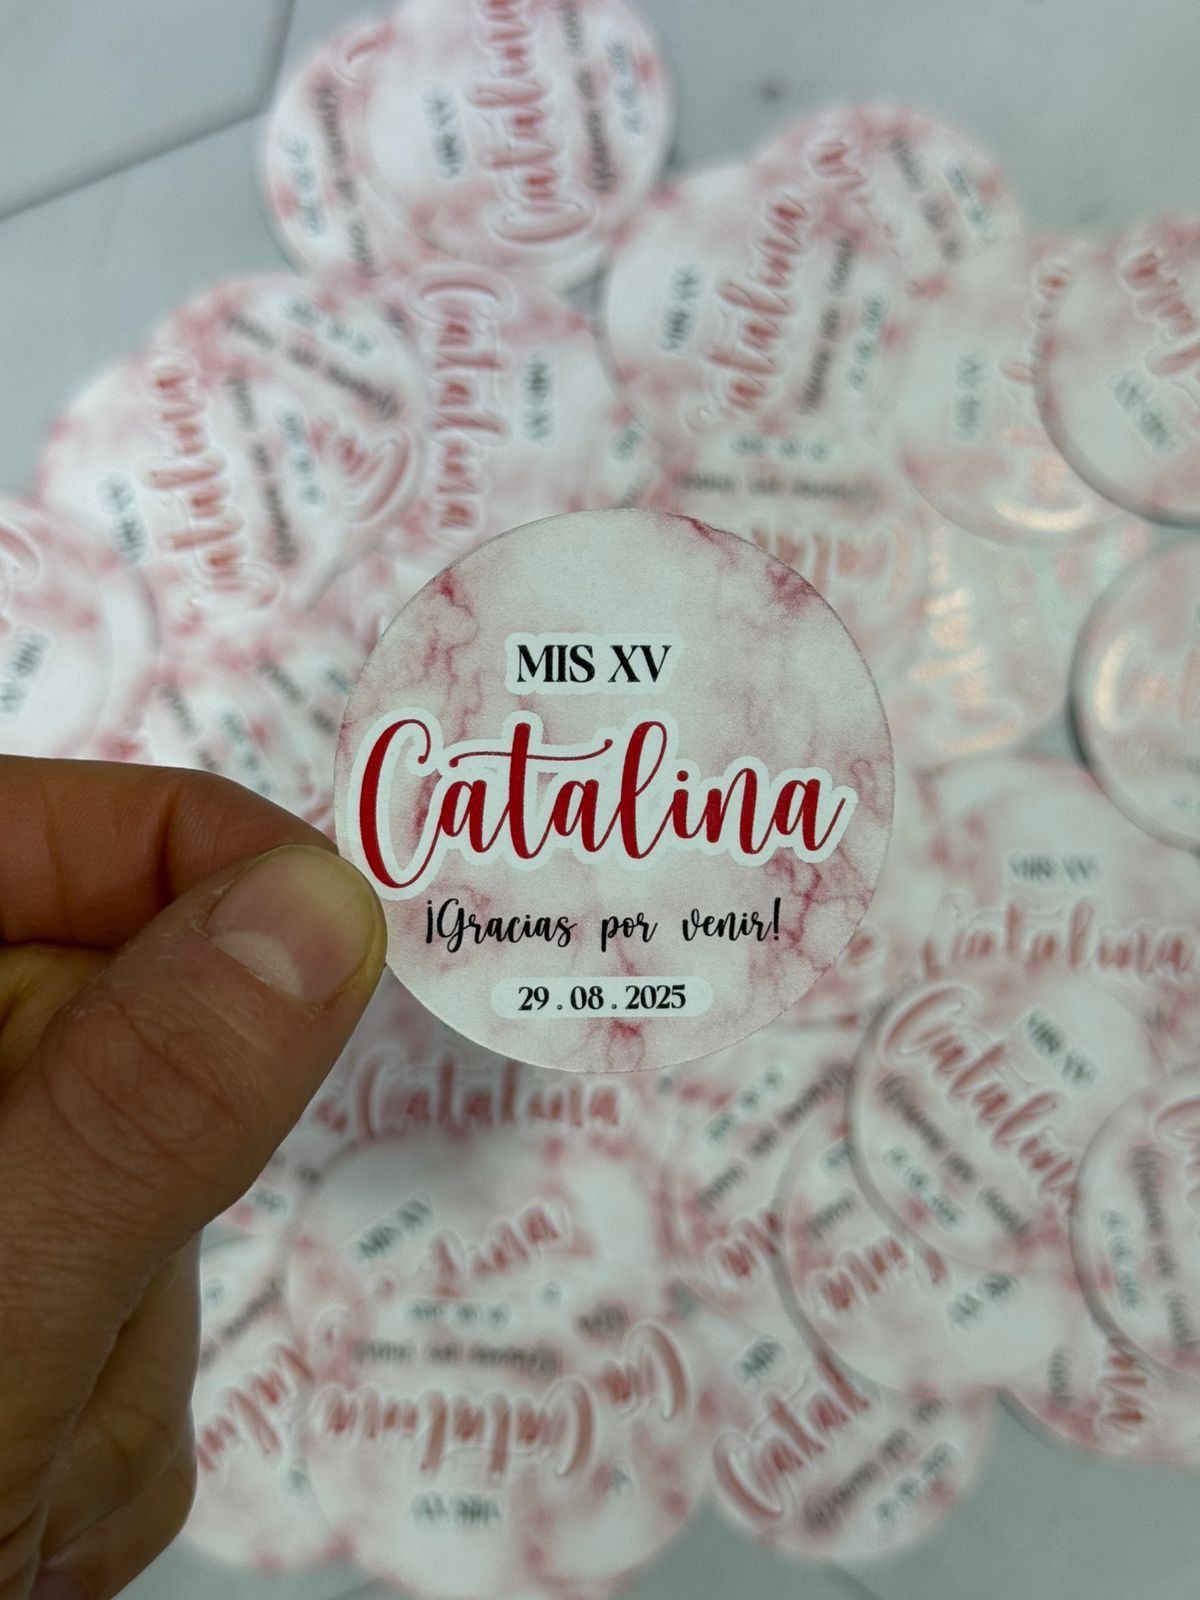 MIS XV
Catalina
¡Gracias por venir!
29.08.2025